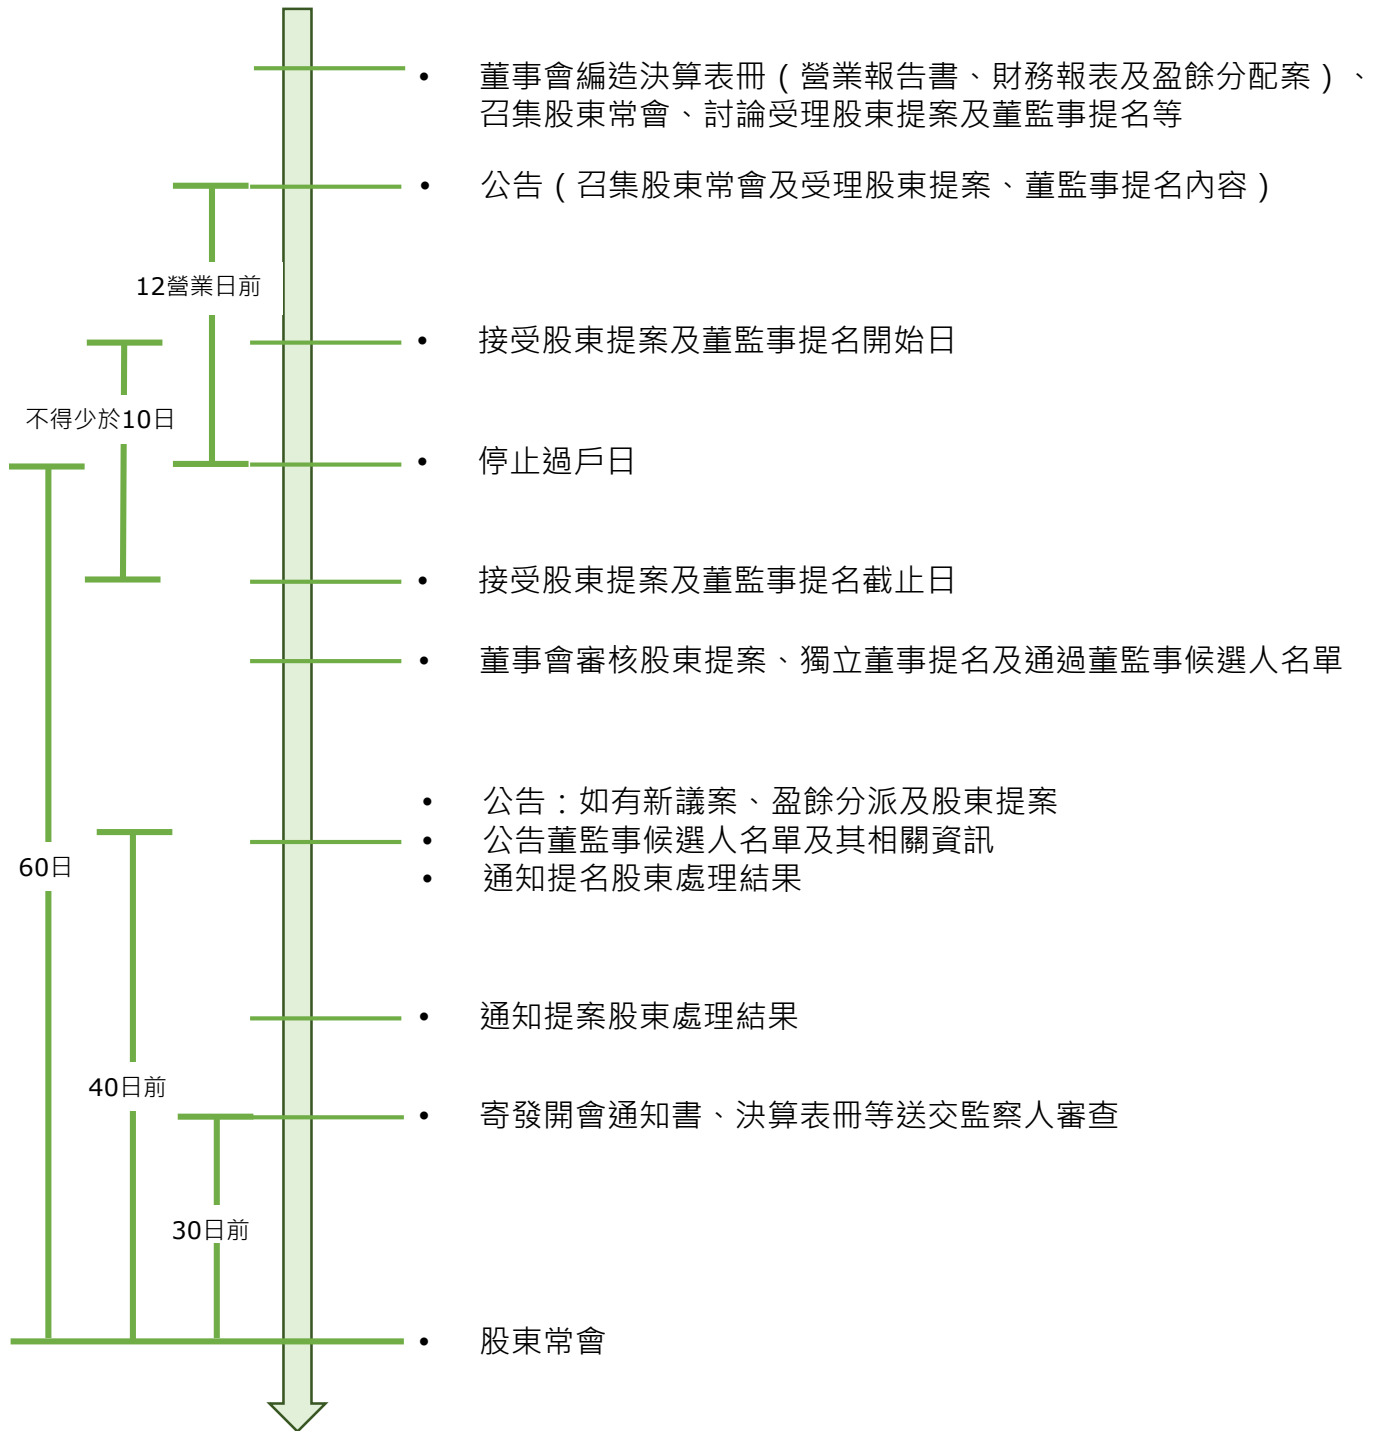 • 董事會編造決算表冊（營業報告書、財務報表及盈餘分配案）、
召集股東常會、討論受理股東提案及董監事提名等
• 公告（召集股東常會及受理股東提案、董監事提名內容）
12營業日前
• 接受股東提案及董監事提名開始日
不得少於10日
• 停止過戶日
• 接受股東提案及董監事提名截止日
• 董事會審核股東提案、獨立董事提名及通過董監事候選人名單
• 公告：如有新議案、盈餘分派及股東提案
• 公告董監事候選人名單及其相關資訊
60日
• 通知提名股東處理結果
• 通知提案股東處理結果
40日前
• 寄發開會通知書、決算表冊等送交監察人審查
30日前
• 股東常會